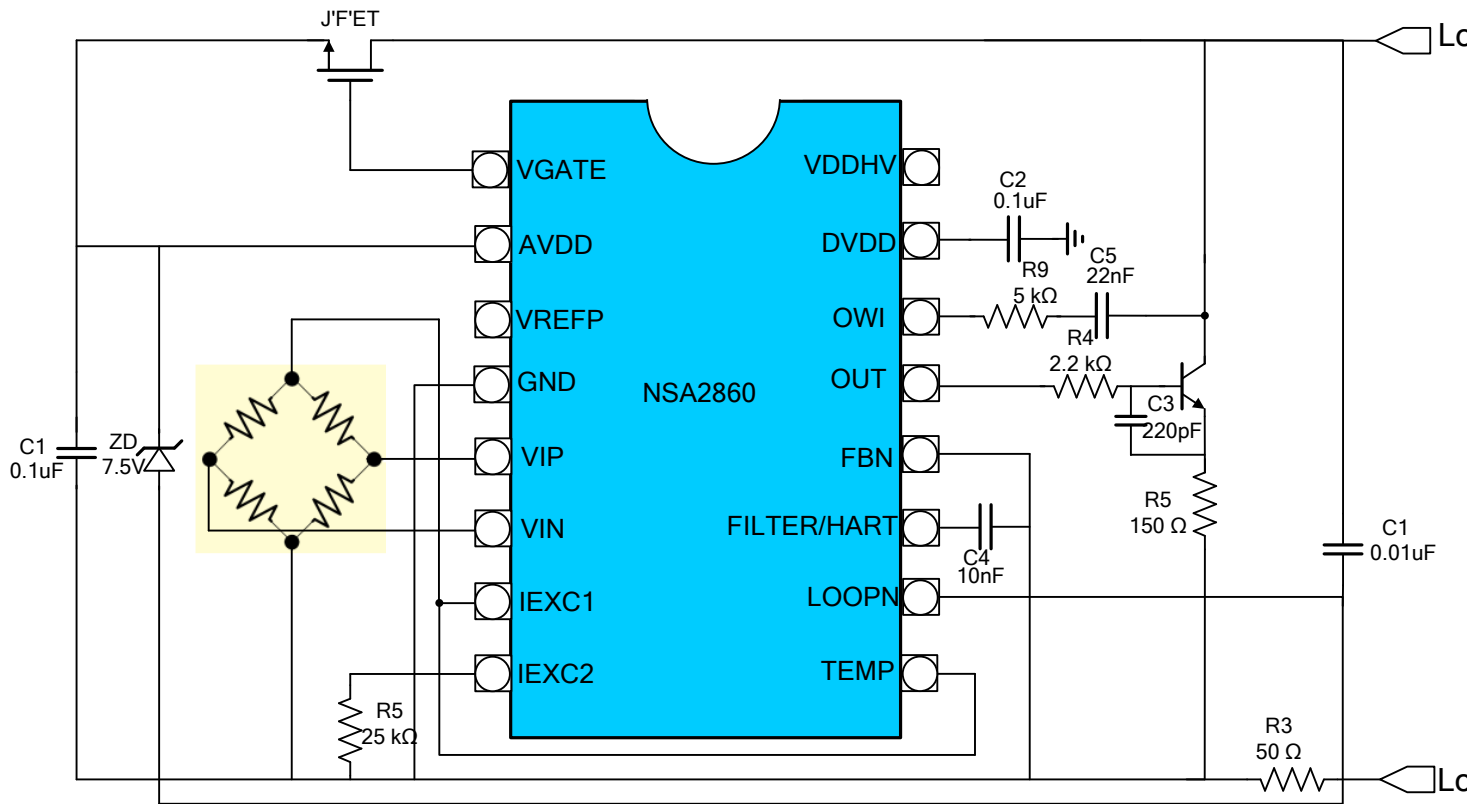 J'F'ET
Lo
VGATE
VDDHV
C2
0.1uF
AVDD
DVDD
C5
22nF
R9
5 kΩ
VREFP
OWI
R4
2.2 kΩ
GND
NSA2860
OUT
C3
220pF
C1
0.1uF
ZD
7.5V
VIP
FBN
R5
150 Ω
VIN
FILTER/HART
C4
10nF
C1
0.01uF
IEXC1
LOOPN
IEXC2
TEMP
R5
25 kΩ
R3
50 Ω
Lo